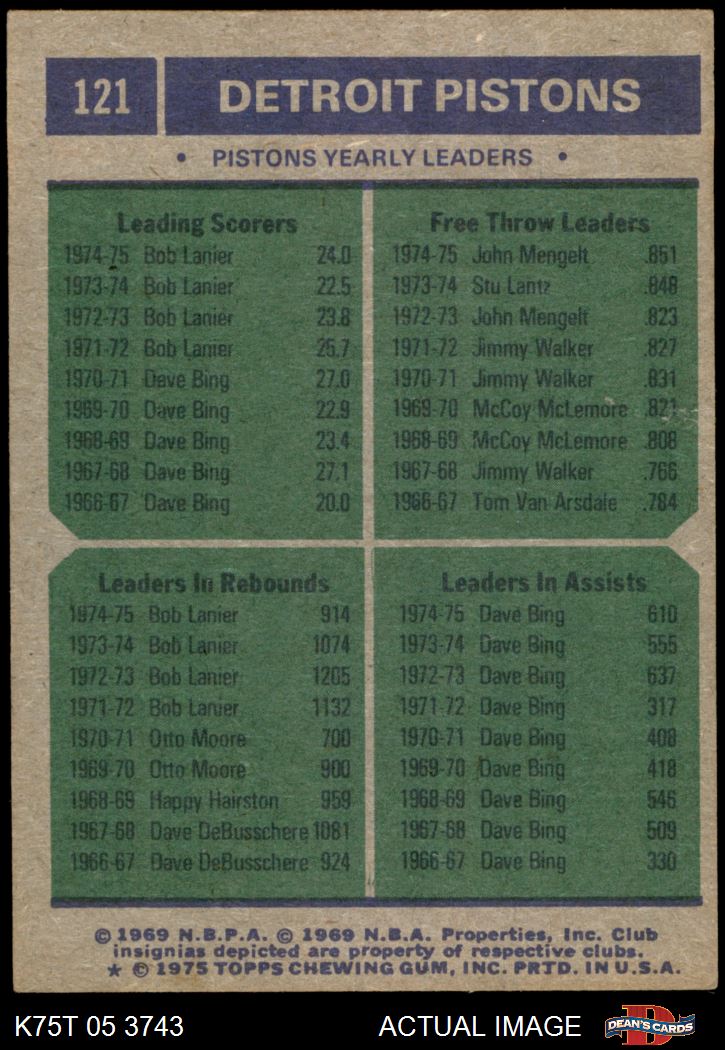 121 DETROIT PISTONS
• PISTONS YEARLY LEADERS •
Leading Scorers
1974-75 Bob Lanier 24.0
1973-74 Bob Lanier 22.5
1972-73 Bob Lanier 23.8
1971-72 Bob Lanier 25.7
1970-71 Dave Bing 27.0
1969-70 Dave Bing 22.9
1968-69 Dave Bing 23.4
1967-68 Dave Bing 27.1
1966-67 Dave Bing 20.0
Free Throw Leaders
1974-75 John Mengelt .851
1973-74 Stu Lantz .848
1972-73 John Mengelt .823
1971-72 Jimmy Walker .827
1970-71 Jimmy Walker .831
1969-70 McCoy McLemore .821
1968-69 McCoy McLemore .808
1967-68 Jimmy Walker .766
1966-67 Tom Van Arsdale .784
Leaders In Rebounds
1974-75 Bob Lanier 914
1973-74 Bob Lanier 1074
1972-73 Bob Lanier 1205
1971-72 Bob Lanier 1132
1970-71 Otto Moore 700
1969-70 Otto Moore 900
1968-69 Happy Hairston 959
1967-68 Dave DeBusschere 1081
1966-67 Dave DeBusschere 924
Leaders In Assists
1974-75 Dave Bing 610
1973-74 Dave Bing 555
1972-73 Dave Bing 637
1971-72 Dave Bing 317
1970-71 Dave Bing 408
1969-70 Dave Bing 418
1968-69 Dave Bing 546
1967-68 Dave Bing 509
1966-67 Dave Bing 330
© 1969 N.B.P.A. © 1969 N.B.A. Properties, Inc. Club
insignias depicted are property of respective clubs.
★ © 1975 TOPPS CHEWING GUM, INC. PRTD. IN U.S.A.
K75T 05 3743 ACTUAL IMAGE D DEAN'S CARDS